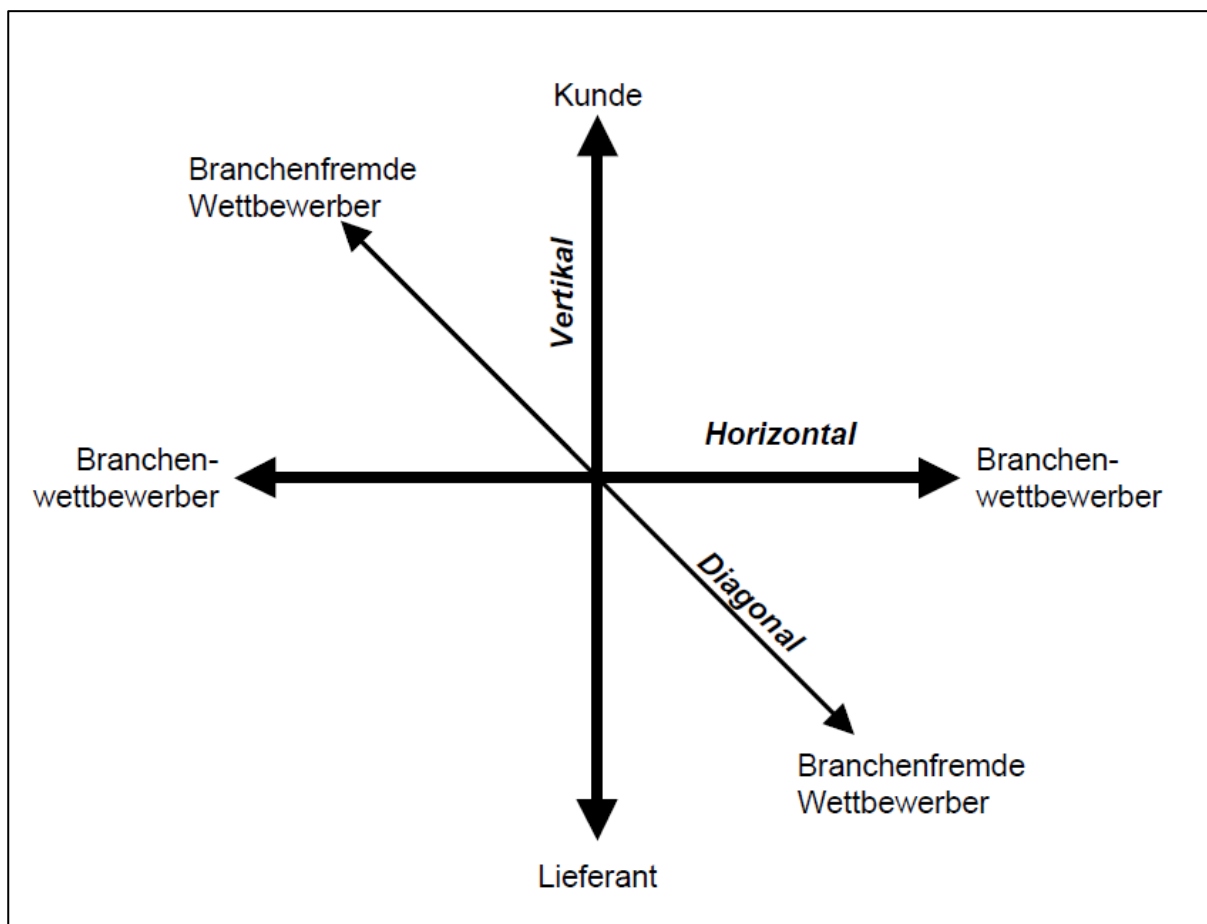 Kunde
Branchenfremde
Wettbewerber
Vertikal
Horizontal
Branchen-
wettbewerber
Branchen-
wettbewerber
Diagonal
Branchenfremde
Wettbewerber
Lieferant